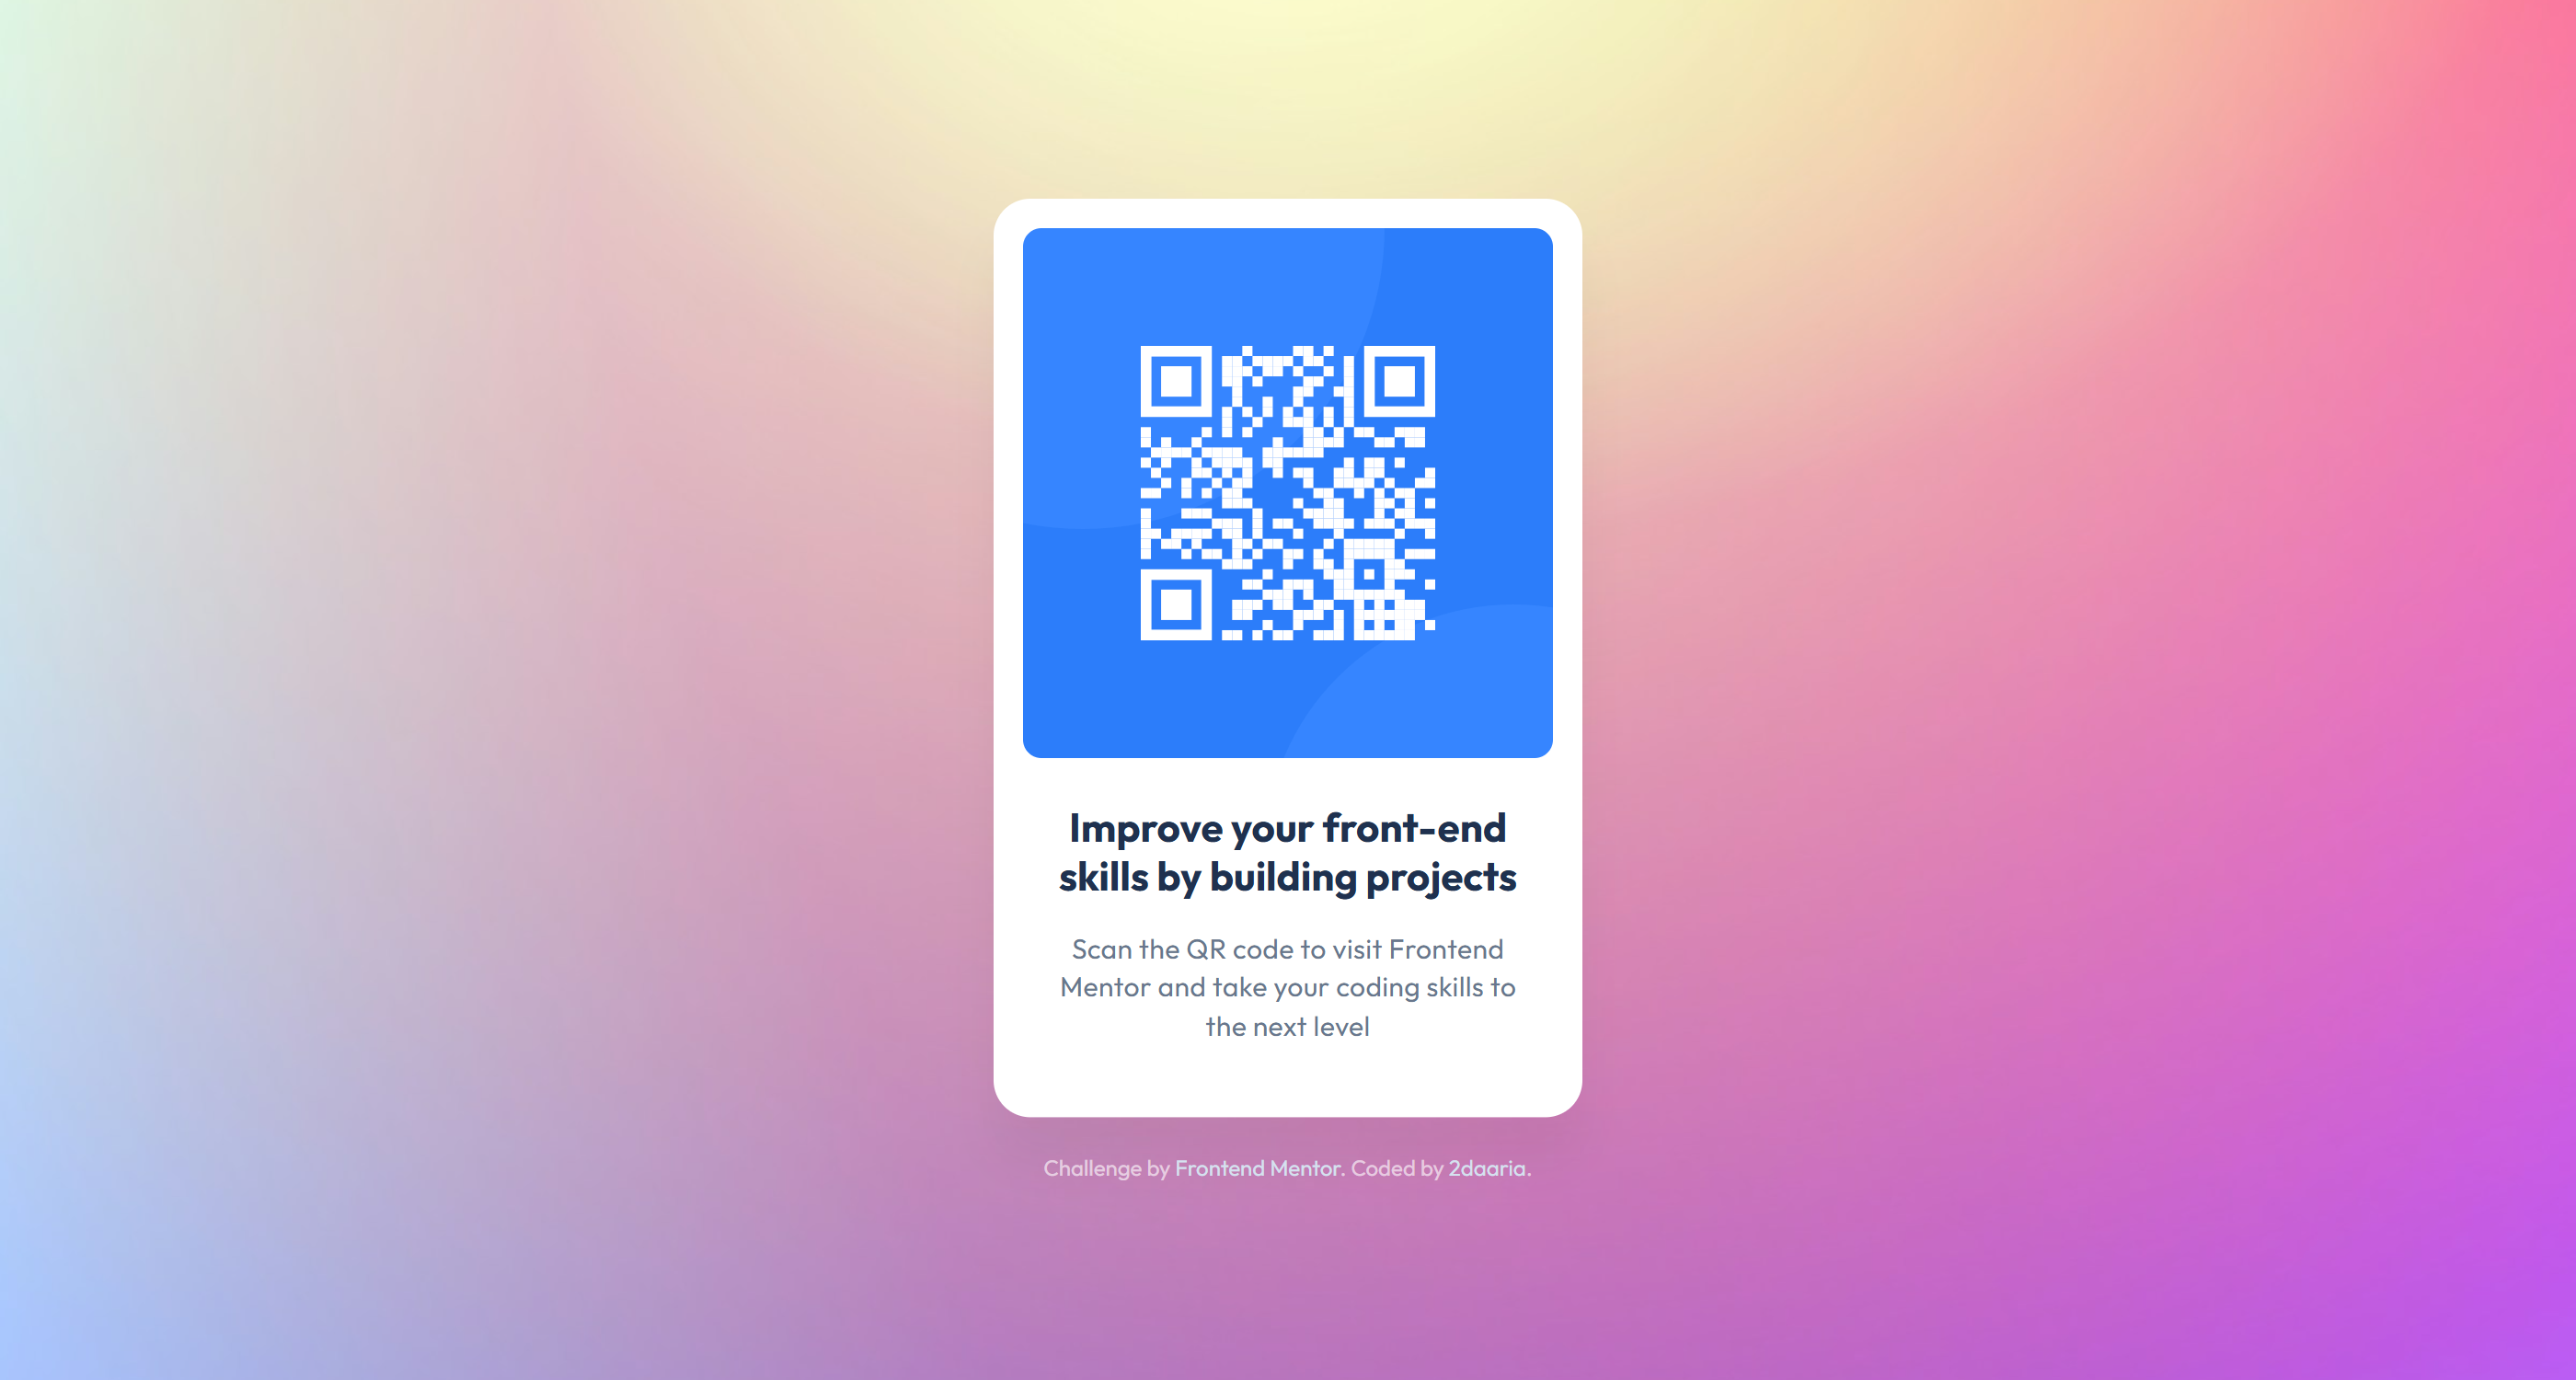 Improve your front-end
skills by building projects
Scan the QR code to visit Frontend
Mentor and take your coding skills to
the next level
Challenge by Frontend Mentor. Coded by 2daaria.